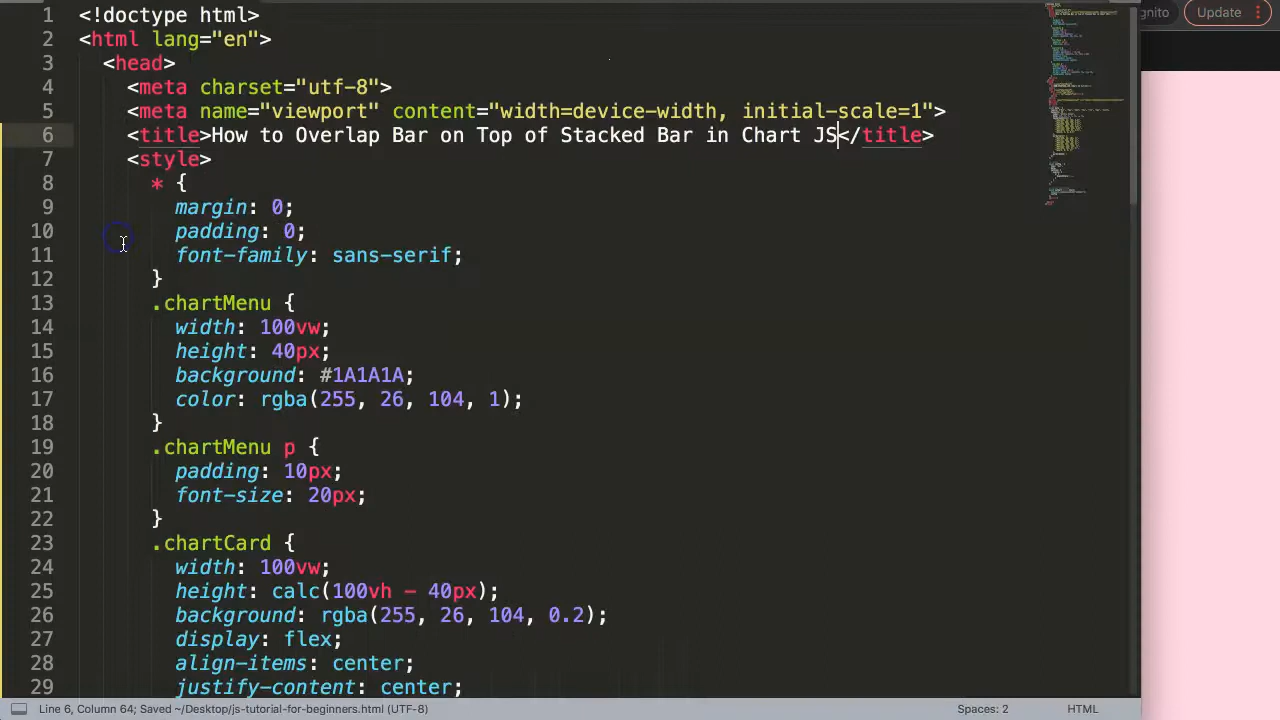 1 <!doctype html>
2 <html lang="en">
3 <head>
4 <meta charset="utf-8">
5 <meta name="viewport" content="width=device-width, initial-scale=1">
6 <title>How to Overlap Bar on Top of Stacked Bar in Chart JS</title>
7 <style>
8 * {
9 margin: 0;
10 padding: 0;
11 font-family: sans-serif;
12 }
13 .chartMenu {
14 width: 100vw;
15 height: 40px;
16 background: #1A1A1A;
17 color: rgba(255, 26, 104, 1);
18 }
19 .chartMenu p {
20 padding: 10px;
21 font-size: 20px;
22 }
23 .chartCard {
24 width: 100vw;
25 height: calc(100vh - 40px);
26 background: rgba(255, 26, 104, 0.2);
27 display: flex;
28 align-items: center;
29 justify-content: center;
Line 6, Column 64; Saved ~/Desktop/js-tutorial-for-beginners.html (UTF-8)
Spaces: 2
HTML
Update